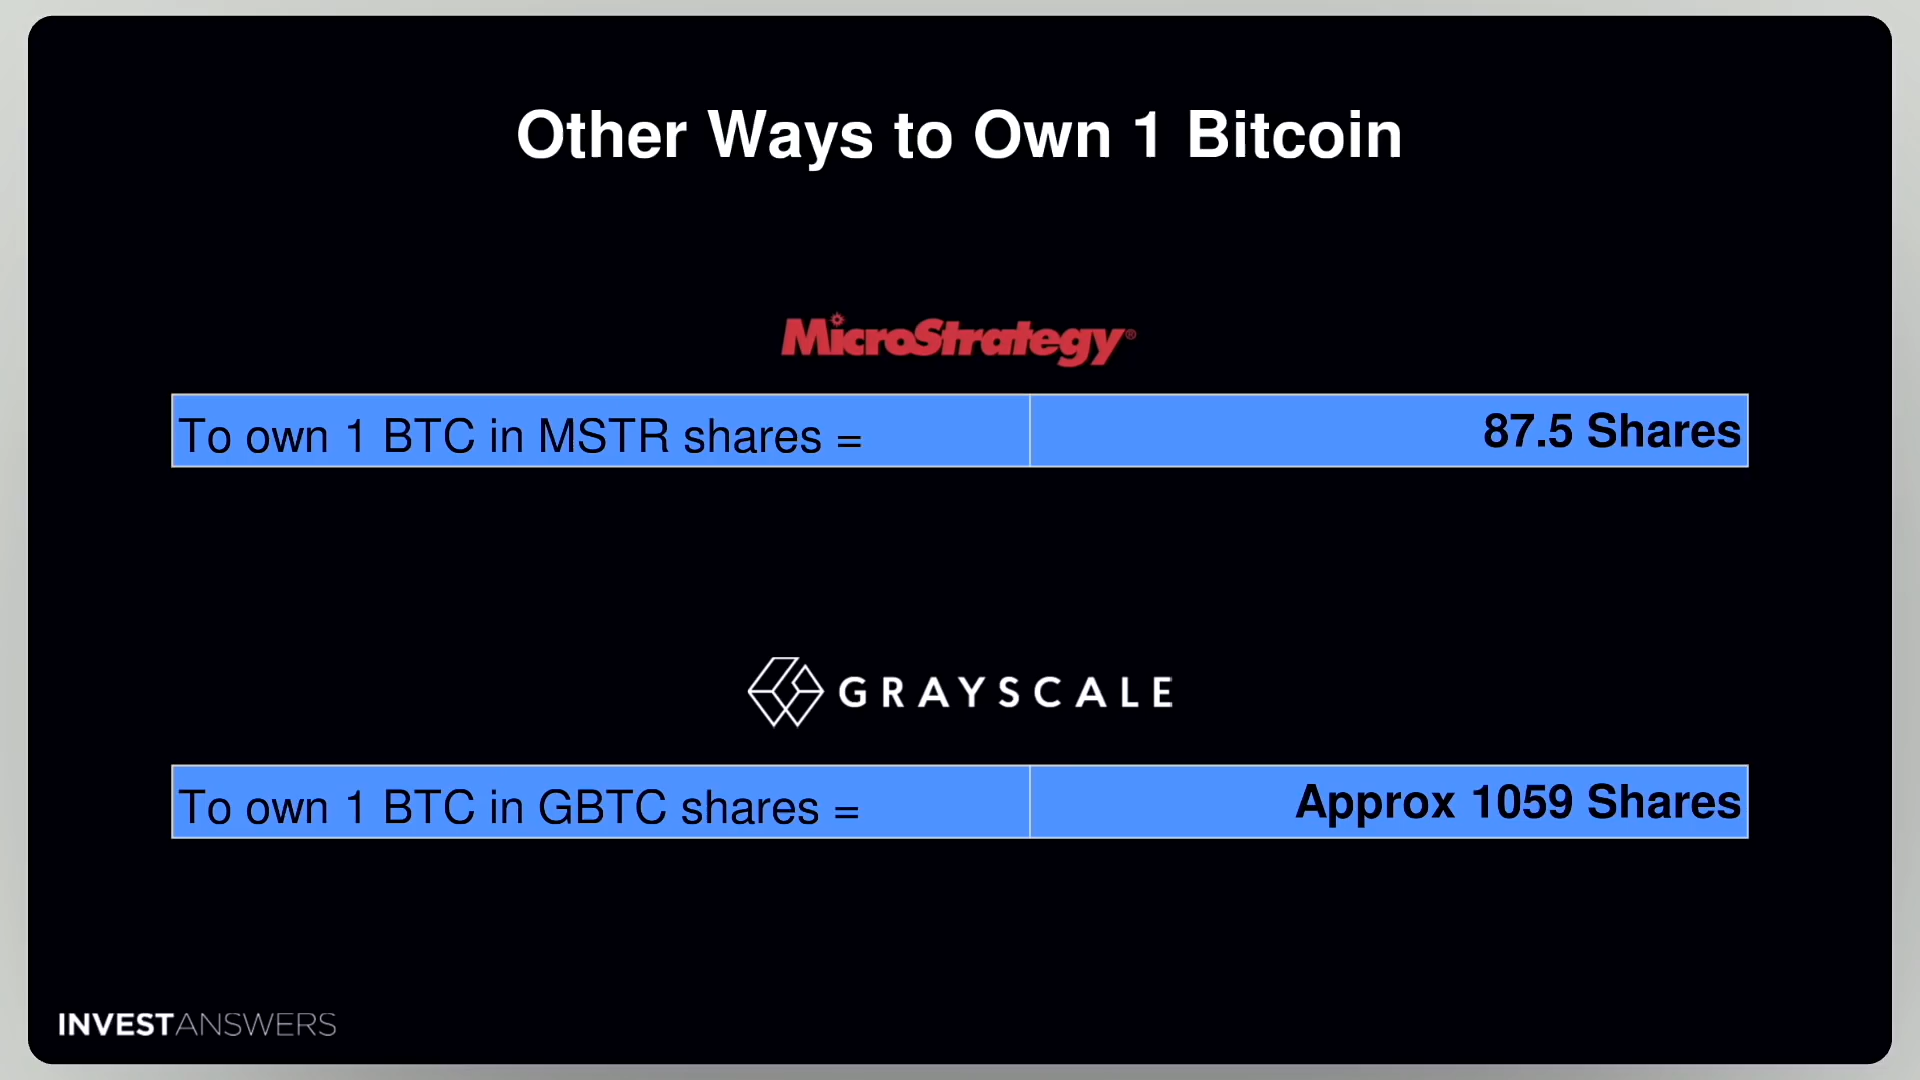 Other Ways to Own 1 Bitcoin
MicroStrategy®
To own 1 BTC in MSTR shares =
87.5 Shares
GRAYSCALE
To own 1 BTC in GBTC shares =
Approx 1059 Shares
INVESTANSWERS